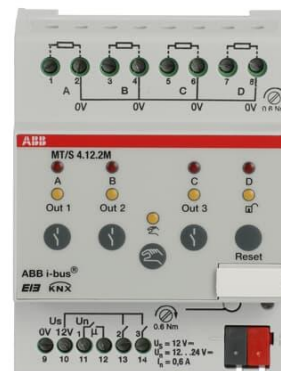 1 2 3 4 5 6 7 8
A B C D
0V 0V 0V 0V
0.6 Nm
ABB
MT/S 4.12.2M
A B C D
Out 1 Out 2 Out 3
Reset
ABB i-bus®
EIB KNX
Us Un 1 2 3
0V 12V
0.6 Nm
9 10 11 12 13 14
Us = 12 V
Un = 12...24 V
In = 0,6 A